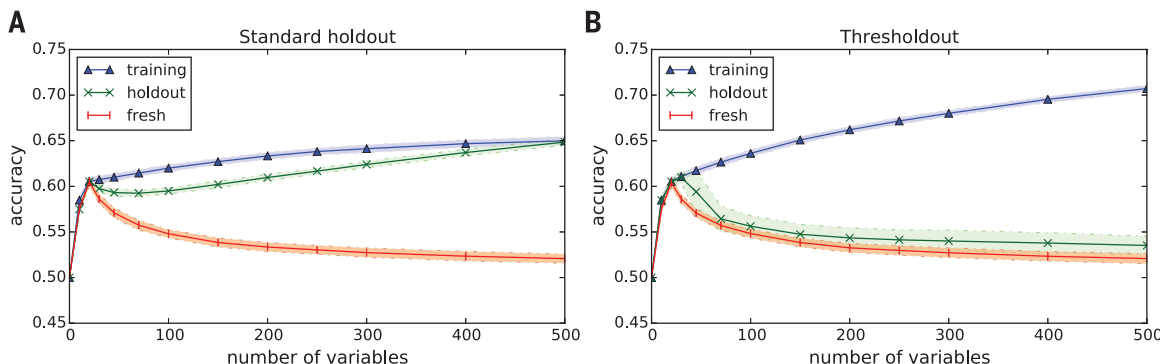 A
Standard holdout
0.75
0.70
0.65
0.60
0.55
0.50
0.45
accuracy
training
holdout
fresh
0 100 200 300 400 500
number of variables
B
Thresholdout
0.75
0.70
0.65
0.60
0.55
0.50
0.45
accuracy
training
holdout
fresh
0 100 200 300 400 500
number of variables